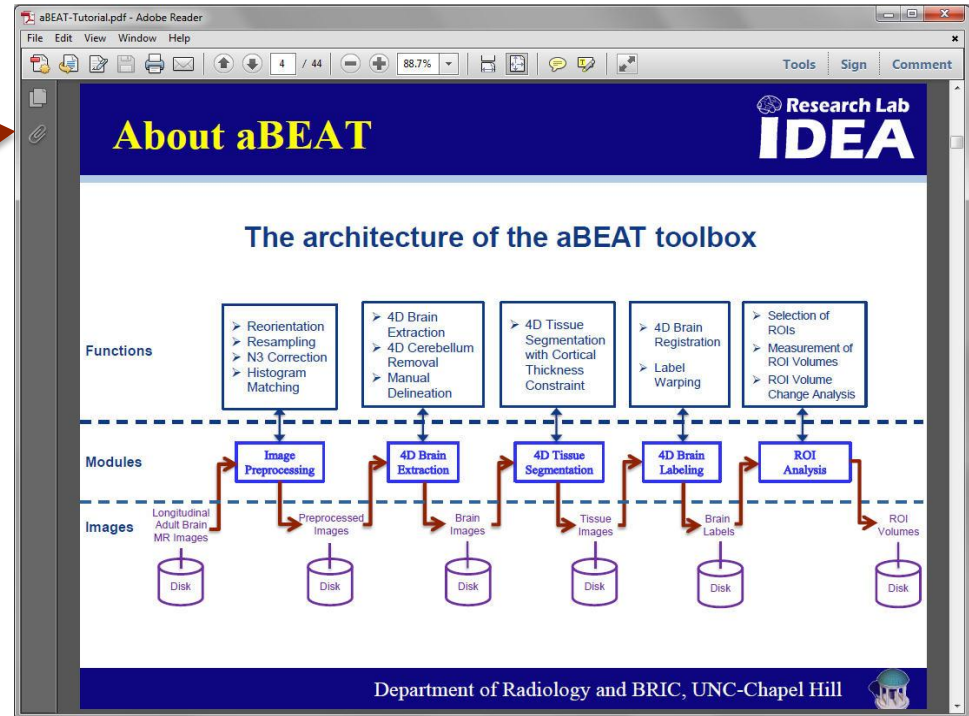 aBEAT-Tutorial.pdf - Adobe Reader
File Edit View Window Help
4 / 44 88.7% Tools Sign Comment
About aBEAT
Research Lab
IDEA
The architecture of the aBEAT toolbox
Functions
➢ Reorientation
➢ Resampling
➢ N3 Correction
➢ Histogram
Matching
➢ 4D Brain
Extraction
➢ 4D Cerebellum
Removal
➢ Manual
Delineation
➢ 4D Tissue
Segmentation
with Cortical
Thickness
Constraint
➢ 4D Brain
Registration
➢ Label
Warping
➢ Selection of
ROIs
➢ Measurement of
ROI Volumes
➢ ROI Volume
Change Analysis
Modules
Image
Preprocessing
4D Brain
Extraction
4D Tissue
Segmentation
4D Brain
Labeling
ROI
Analysis
Images
Longitudinal
Adult Brain
MR Images
Preprocessed
Images
Brain
Images
Tissue
Images
Brain
Labels
ROI
Volumes
Disk
Disk
Disk
Disk
Disk
Disk
Department of Radiology and BRIC, UNC-Chapel Hill